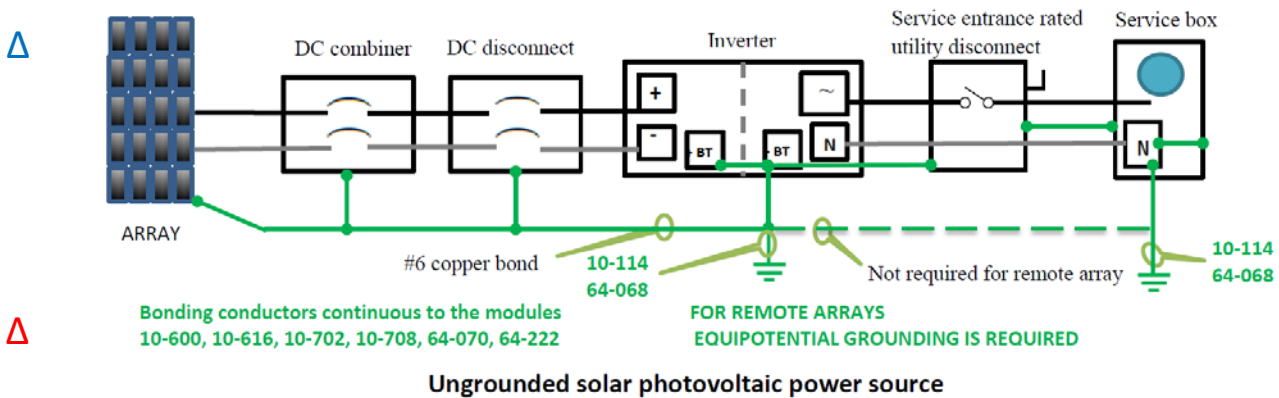 Δ
Service entrance rated
utility disconnect
Service box
DC combiner
DC disconnect
Inverter
+
~
-
BT
BT
N
N
ARRAY
#6 copper bond
10-114
64-068
Not required for remote array
10-114
64-068
Δ
Bonding conductors continuous to the modules
10-600, 10-616, 10-702, 10-708, 64-070, 64-222
FOR REMOTE ARRAYS
EQUIPOTENTIAL GROUNDING IS REQUIRED
Ungrounded solar photovoltaic power source